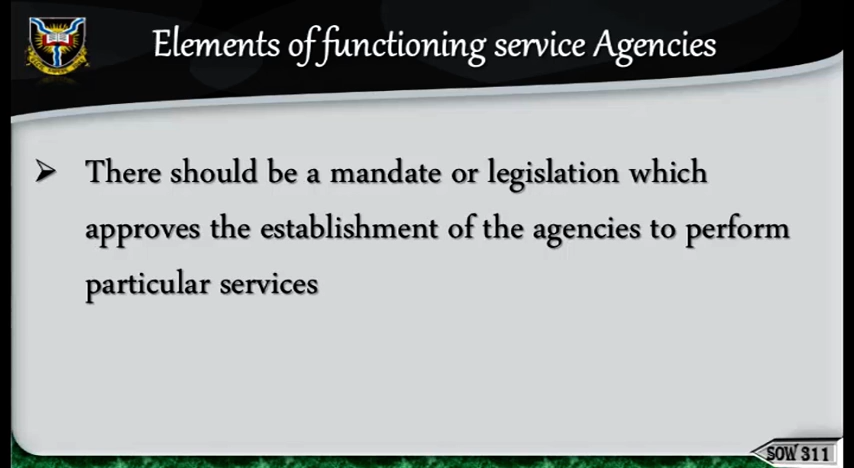 Elements of functioning service Agencies
There should be a mandate or legislation which
approves the establishment of the agencies to perform
particular services
SOW 311